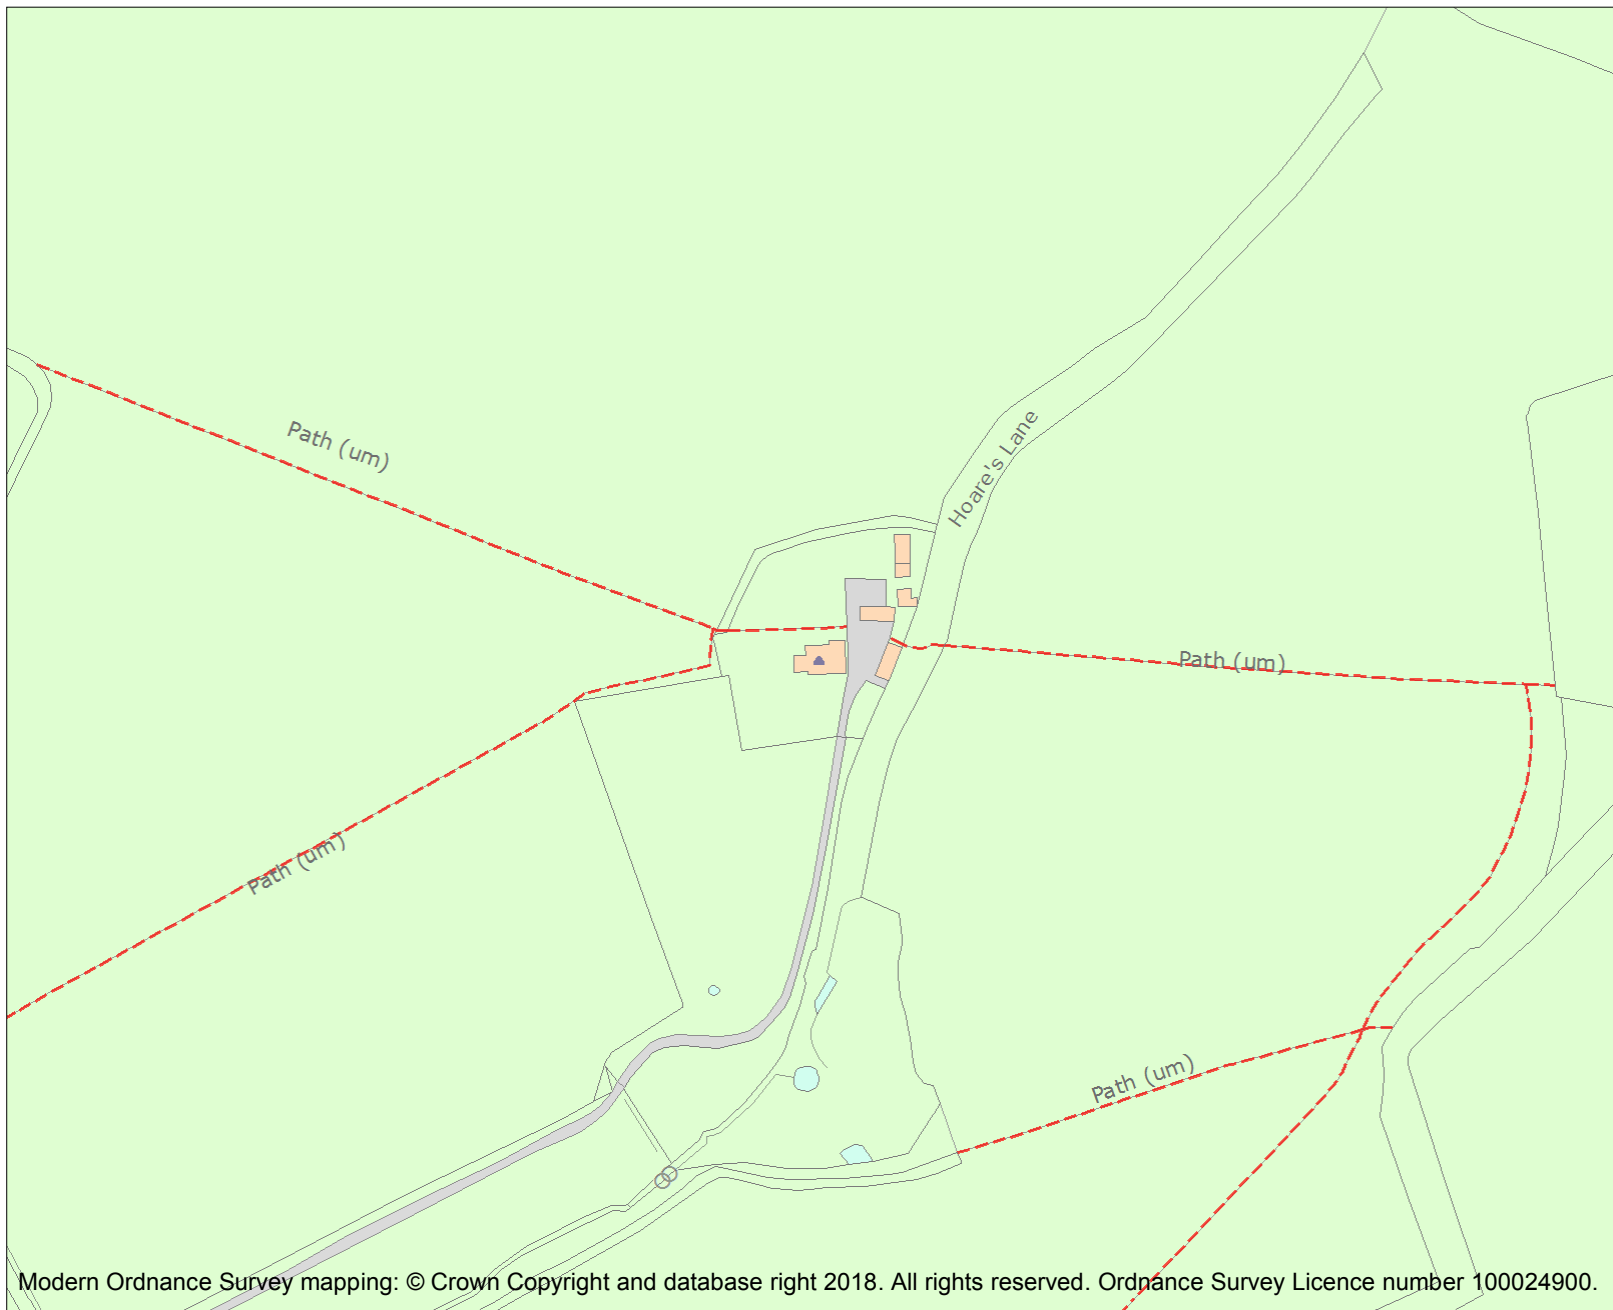 Path (um)
Hoare's Lane
Path (um)
Path (um)
Path (um)
Modern Ordnance Survey mapping: © Crown Copyright and database right 2018. All rights reserved. Ordnance Survey Licence number 100024900.